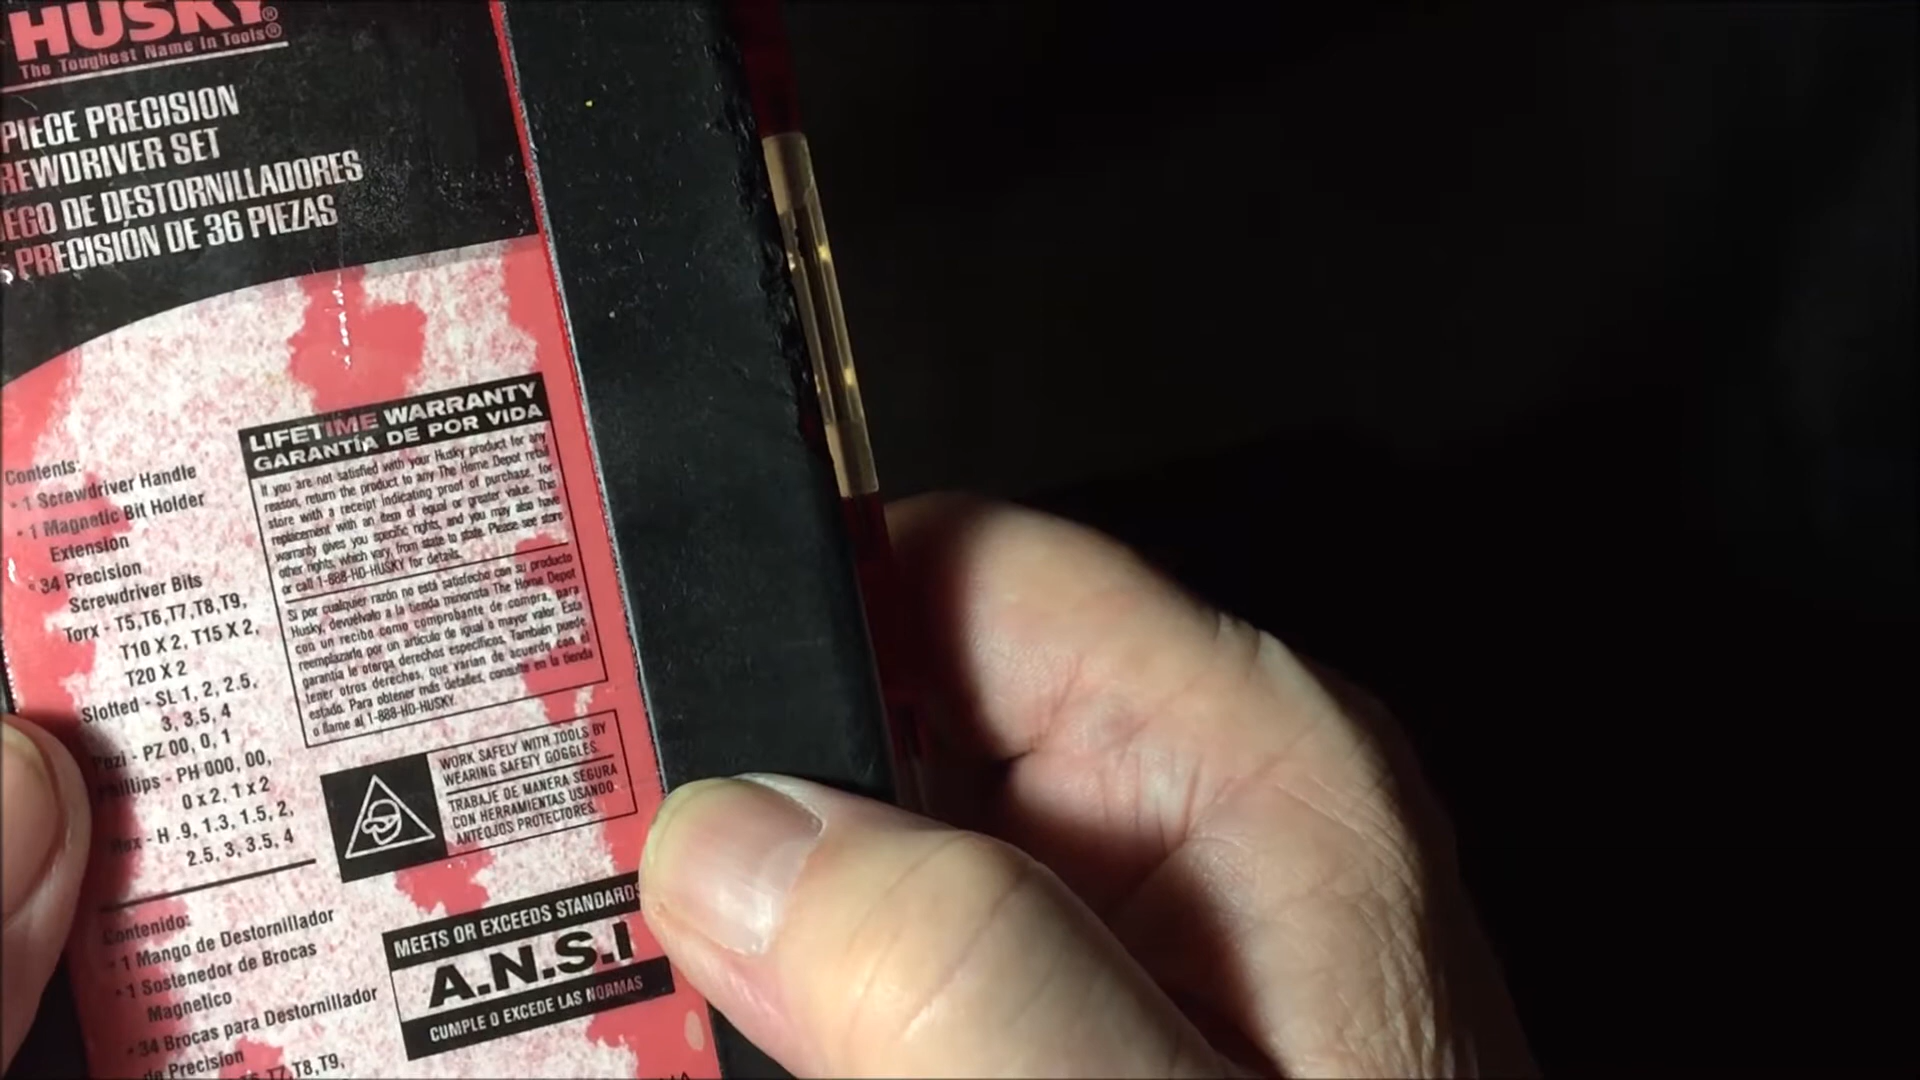 HUSKY®
The Toughest Name In Tools®
PIECE PRECISION
REWDRIVER SET
EGO DE DESTORNILLADORES
PRECISIÓN DE 36 PIEZAS
Contents:
• 1 Screwdriver Handle
• 1 Magnetic Bit Holder
Extension
• 34 Precision
Screwdriver Bits
Torx - T5,T6,T7,T8,T9,
T10 X 2, T15 X 2,
T20 X 2
Slotted - SL 1, 2, 2.5,
3, 3.5, 4
Pozi - PZ 00, 0, 1
Phillips - PH 000, 00,
0 x 2, 1 x 2
Hex - H .9, 1.3, 1.5, 2,
2.5, 3, 3.5, 4
LIFETIME WARRANTY
GARANTÍA DE POR VIDA
If you are not satisfied with your Husky product for any
reason, return the product to any The Home Depot retail
store with a receipt indicating proof of purchase, for
replacement with an item of equal or greater value. This
warranty gives you specific rights, and you may also have
other rights, which vary, from state to state. Please see store
or call 1-888-HD-HUSKY for details.
Si por cualquier razón no está satisfecho con su producto
Husky, devuélvalo a la tienda minorista The Home Depot
con un recibo como comprobante de compra, para
reemplazarlo por un artículo de igual o mayor valor. Esta
garantía le otorga derechos específicos. También puede
tener otros derechos, que varían de acuerdo con el
estado. Para obtener más detalles, consulte en la tienda
o llame al 1-888-HD-HUSKY.
WORK SAFELY WITH TOOLS BY
WEARING SAFETY GOGGLES.
TRABAJE DE MANERA SEGURA
CON HERRAMIENTAS USANDO
ANTEOJOS PROTECTORES.
MEETS OR EXCEEDS STANDARDS
A.N.S.I
CUMPLE O EXCEDE LAS NORMAS
Contenido:
• 1 Mango de Destornillador
• 1 Sostenedor de Brocas
Magnetico
• 34 Brocas para Destornillador
de Precision
T7,T8,T9,